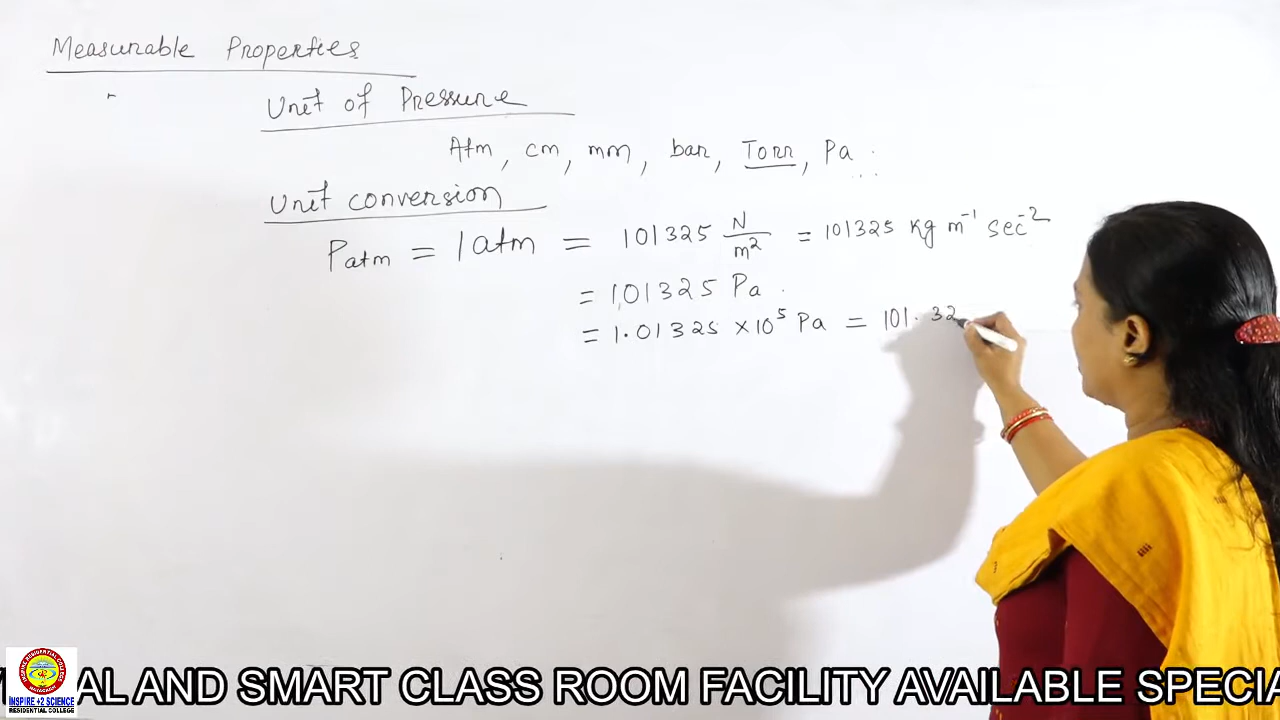 Measurable Properties
Unit of Pressure
Atm, cm, mm, bar, Torr, Pa...
Unit conversion
Patm = 1 atm = 101325 N/m² = 101325 kg m⁻¹ sec⁻²
= 101325 Pa.
= 1.01325 × 10⁵ Pa = 101.32
AL AND SMART CLASS ROOM FACILITY AVAILABLE SPECIA
INSPIRE +2 SCIENCE
RESIDENTIAL COLLEGE